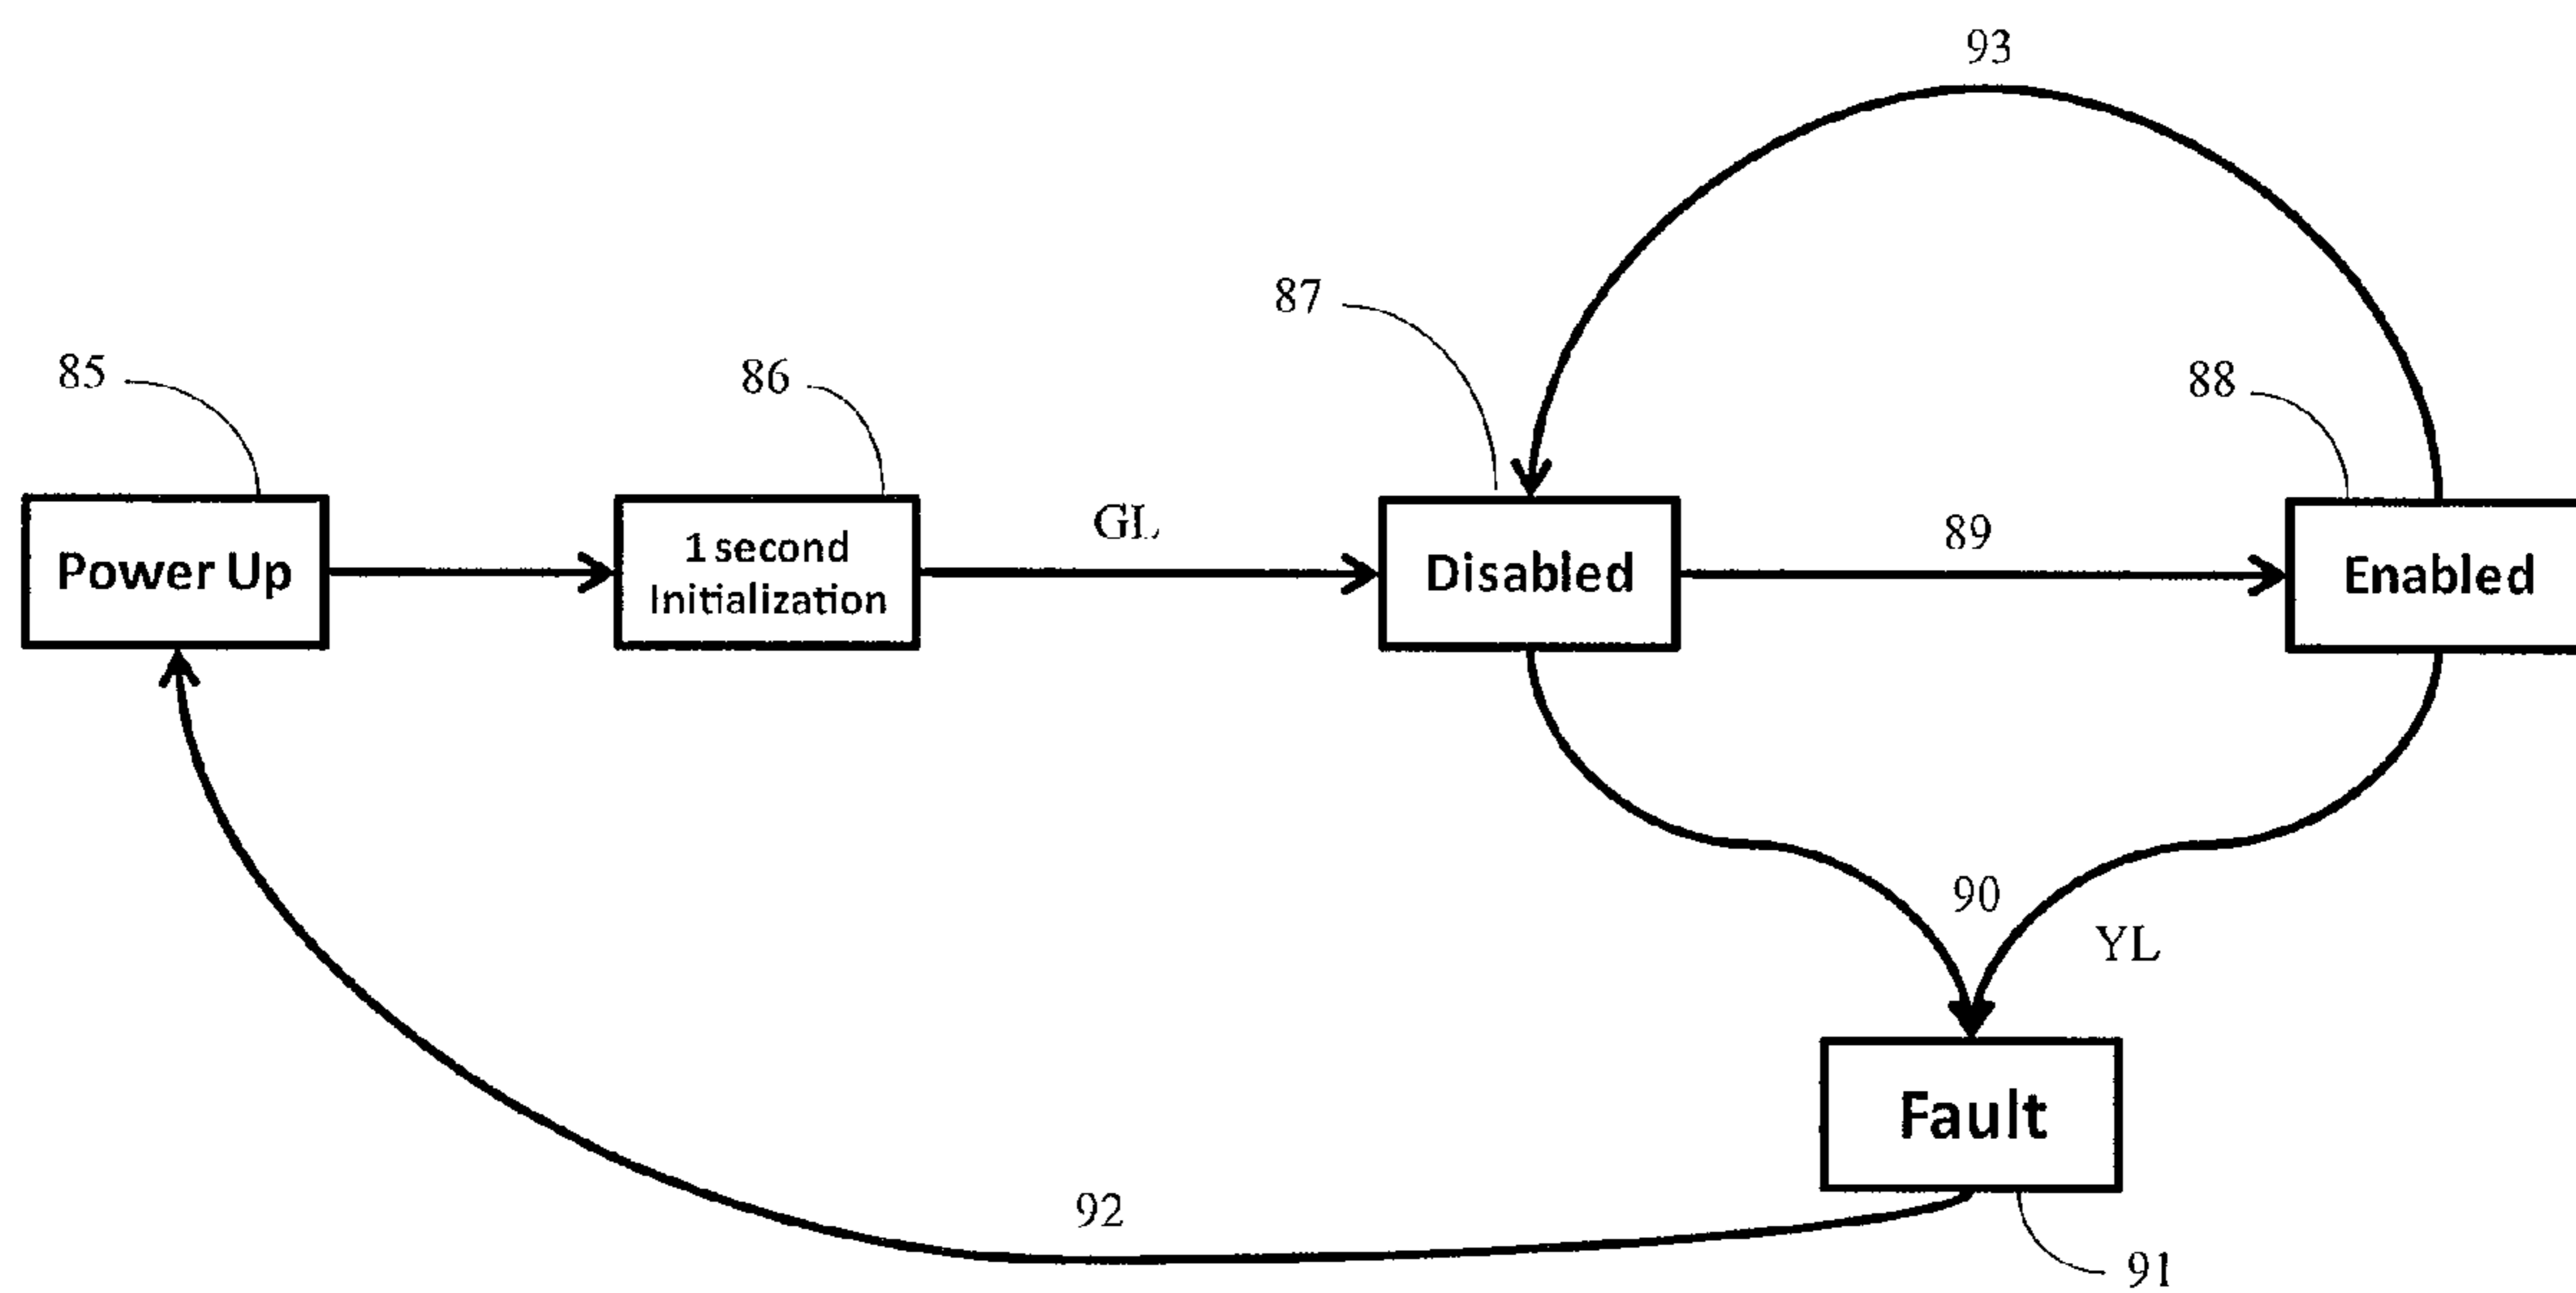 93
87
85
86
88
GL
89
Power Up
1 second
Initialization
Disabled
Enabled
90
YL
Fault
92
91